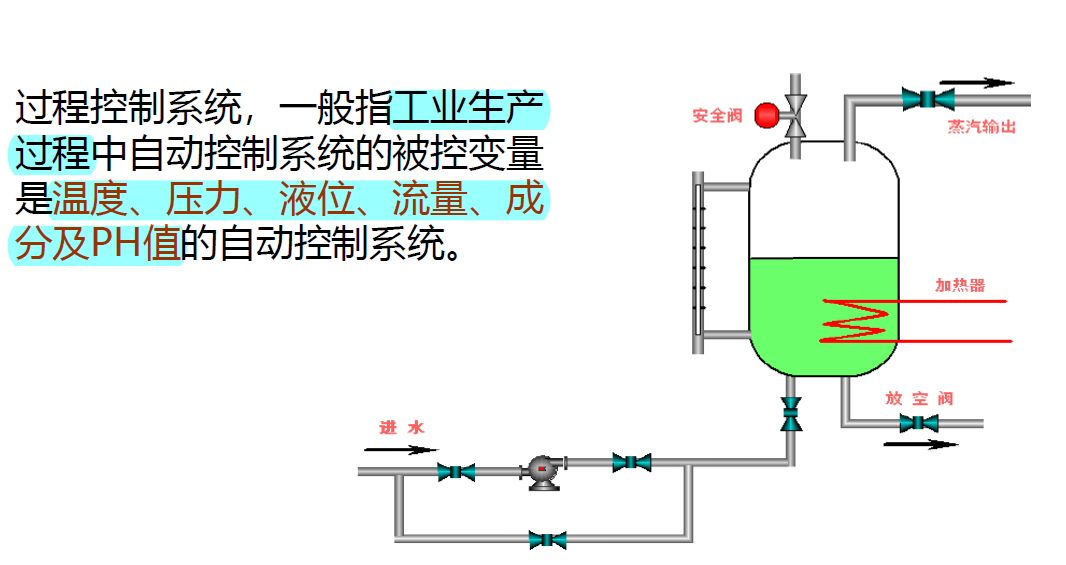 过程控制系统，一般指工业生产
过程中自动控制系统的被控变量
是温度、压力、液位、流量、成
分及PH值的自动控制系统。
安全阀
蒸汽输出
加热器
放空阀
进水